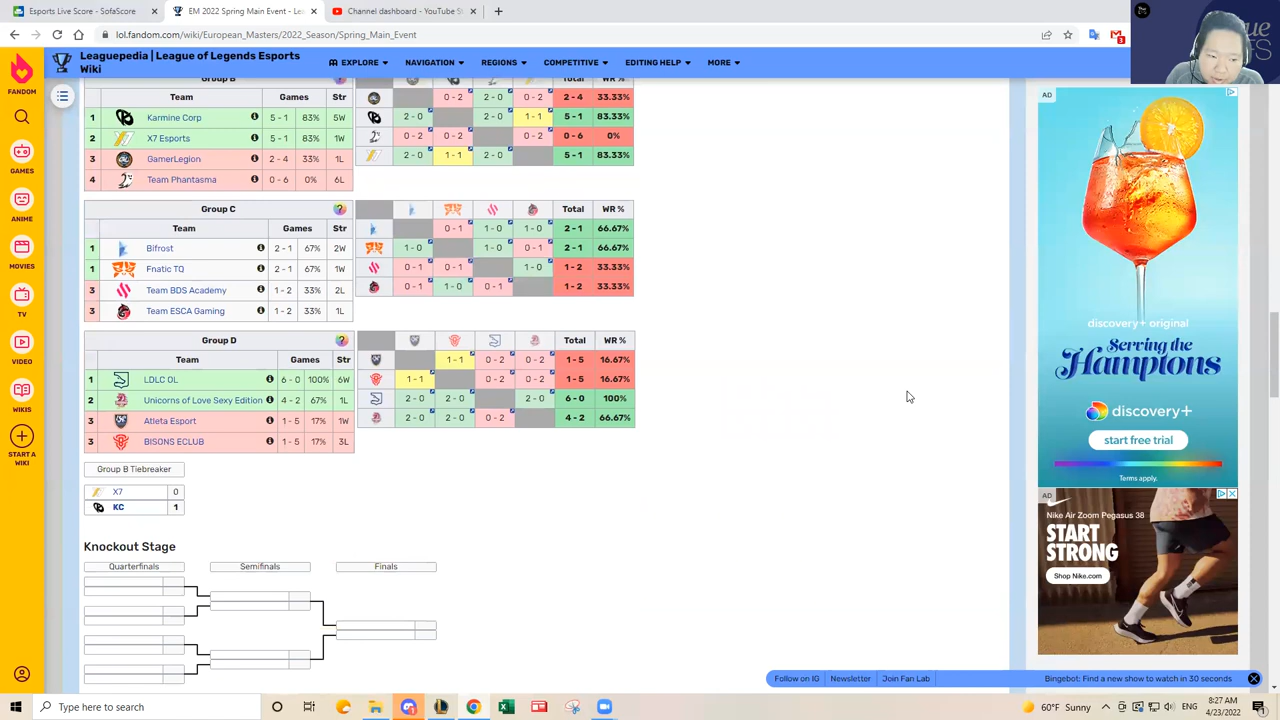 Esports Live Score - SofaScore
EM 2022 Spring Main Event - Lea
Channel dashboard - YouTube St
lol.fandom.com/wiki/European_Masters/2022_Season/Spring_Main_Event
Leaguepedia | League of Legends Esports
Wiki
EXPLORE
NAVIGATION
REGIONS
COMPETITIVE
EDITING HELP
MORE
FANDOM
GAMES
ANIME
MOVIES
TV
VIDEO
WIKIS
START A
WIKI
Group B
Team Games Str
1 Karmine Corp 5 - 1 83% 5W
2 X7 Esports 5 - 1 83% 1W
3 GamerLegion 2 - 4 33% 1L
4 Team Phantasma 0 - 6 0% 6L
Total WR %
0 - 2 2 - 0 0 - 2 2 - 4 33.33%
2 - 0 2 - 0 1 - 1 5 - 1 83.33%
0 - 2 0 - 2 0 - 2 0 - 6 0%
2 - 0 1 - 1 2 - 0 5 - 1 83.33%
Group C
Team Games Str
1 Bifrost 2 - 1 67% 2W
1 Fnatic TQ 2 - 1 67% 1W
3 Team BDS Academy 1 - 2 33% 2L
3 Team ESCA Gaming 1 - 2 33% 1L
Total WR %
0 - 1 1 - 0 1 - 0 2 - 1 66.67%
1 - 0 1 - 0 0 - 1 2 - 1 66.67%
0 - 1 0 - 1 1 - 0 1 - 2 33.33%
0 - 1 1 - 0 0 - 1 1 - 2 33.33%
Group D
Team Games Str
1 LDLC OL 6 - 0 100% 6W
2 Unicorns of Love Sexy Edition 4 - 2 67% 1L
3 Atleta Esport 1 - 5 17% 1W
3 BISONS ECLUB 1 - 5 17% 3L
Total WR %
1 - 1 0 - 2 0 - 2 1 - 5 16.67%
1 - 1 0 - 2 0 - 2 1 - 5 16.67%
2 - 0 2 - 0 2 - 0 6 - 0 100%
2 - 0 2 - 0 0 - 2 4 - 2 66.67%
Group B Tiebreaker
X7 0
KC 1
Knockout Stage
Quarterfinals
Semifinals
Finals
AD
discovery+ original
Serving the
Hamptons
discovery+
start free trial
Terms apply.
AD
Nike Air Zoom Pegasus 38
START
STRONG
Shop Nike.com
Follow on IG
Newsletter
Join Fan Lab
Bingebot: Find a new show to watch in 30 seconds
Type here to search
60°F Sunny
8:27 AM
4/23/2022